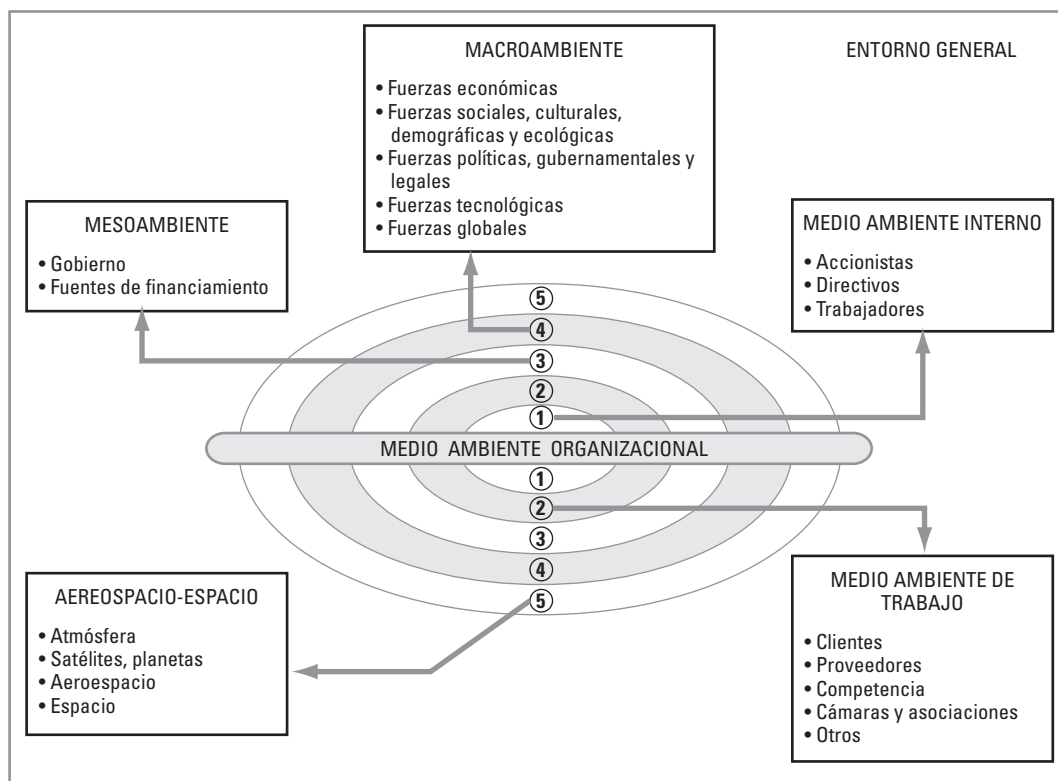 MACROAMBIENTE
• Fuerzas económicas
• Fuerzas sociales, culturales,
demográficas y ecológicas
• Fuerzas políticas, gubernamentales y
legales
• Fuerzas tecnológicas
• Fuerzas globales
ENTORNO GENERAL
MESOAMBIENTE
• Gobierno
• Fuentes de financiamiento
MEDIO AMBIENTE INTERNO
• Accionistas
• Directivos
• Trabajadores
5
4
3
2
1
MEDIO AMBIENTE ORGANIZACIONAL
1
2
3
4
5
AEREOSPACIO-ESPACIO
• Atmósfera
• Satélites, planetas
• Aeroespacio
• Espacio
MEDIO AMBIENTE DE
TRABAJO
• Clientes
• Proveedores
• Competencia
• Cámaras y asociaciones
• Otros